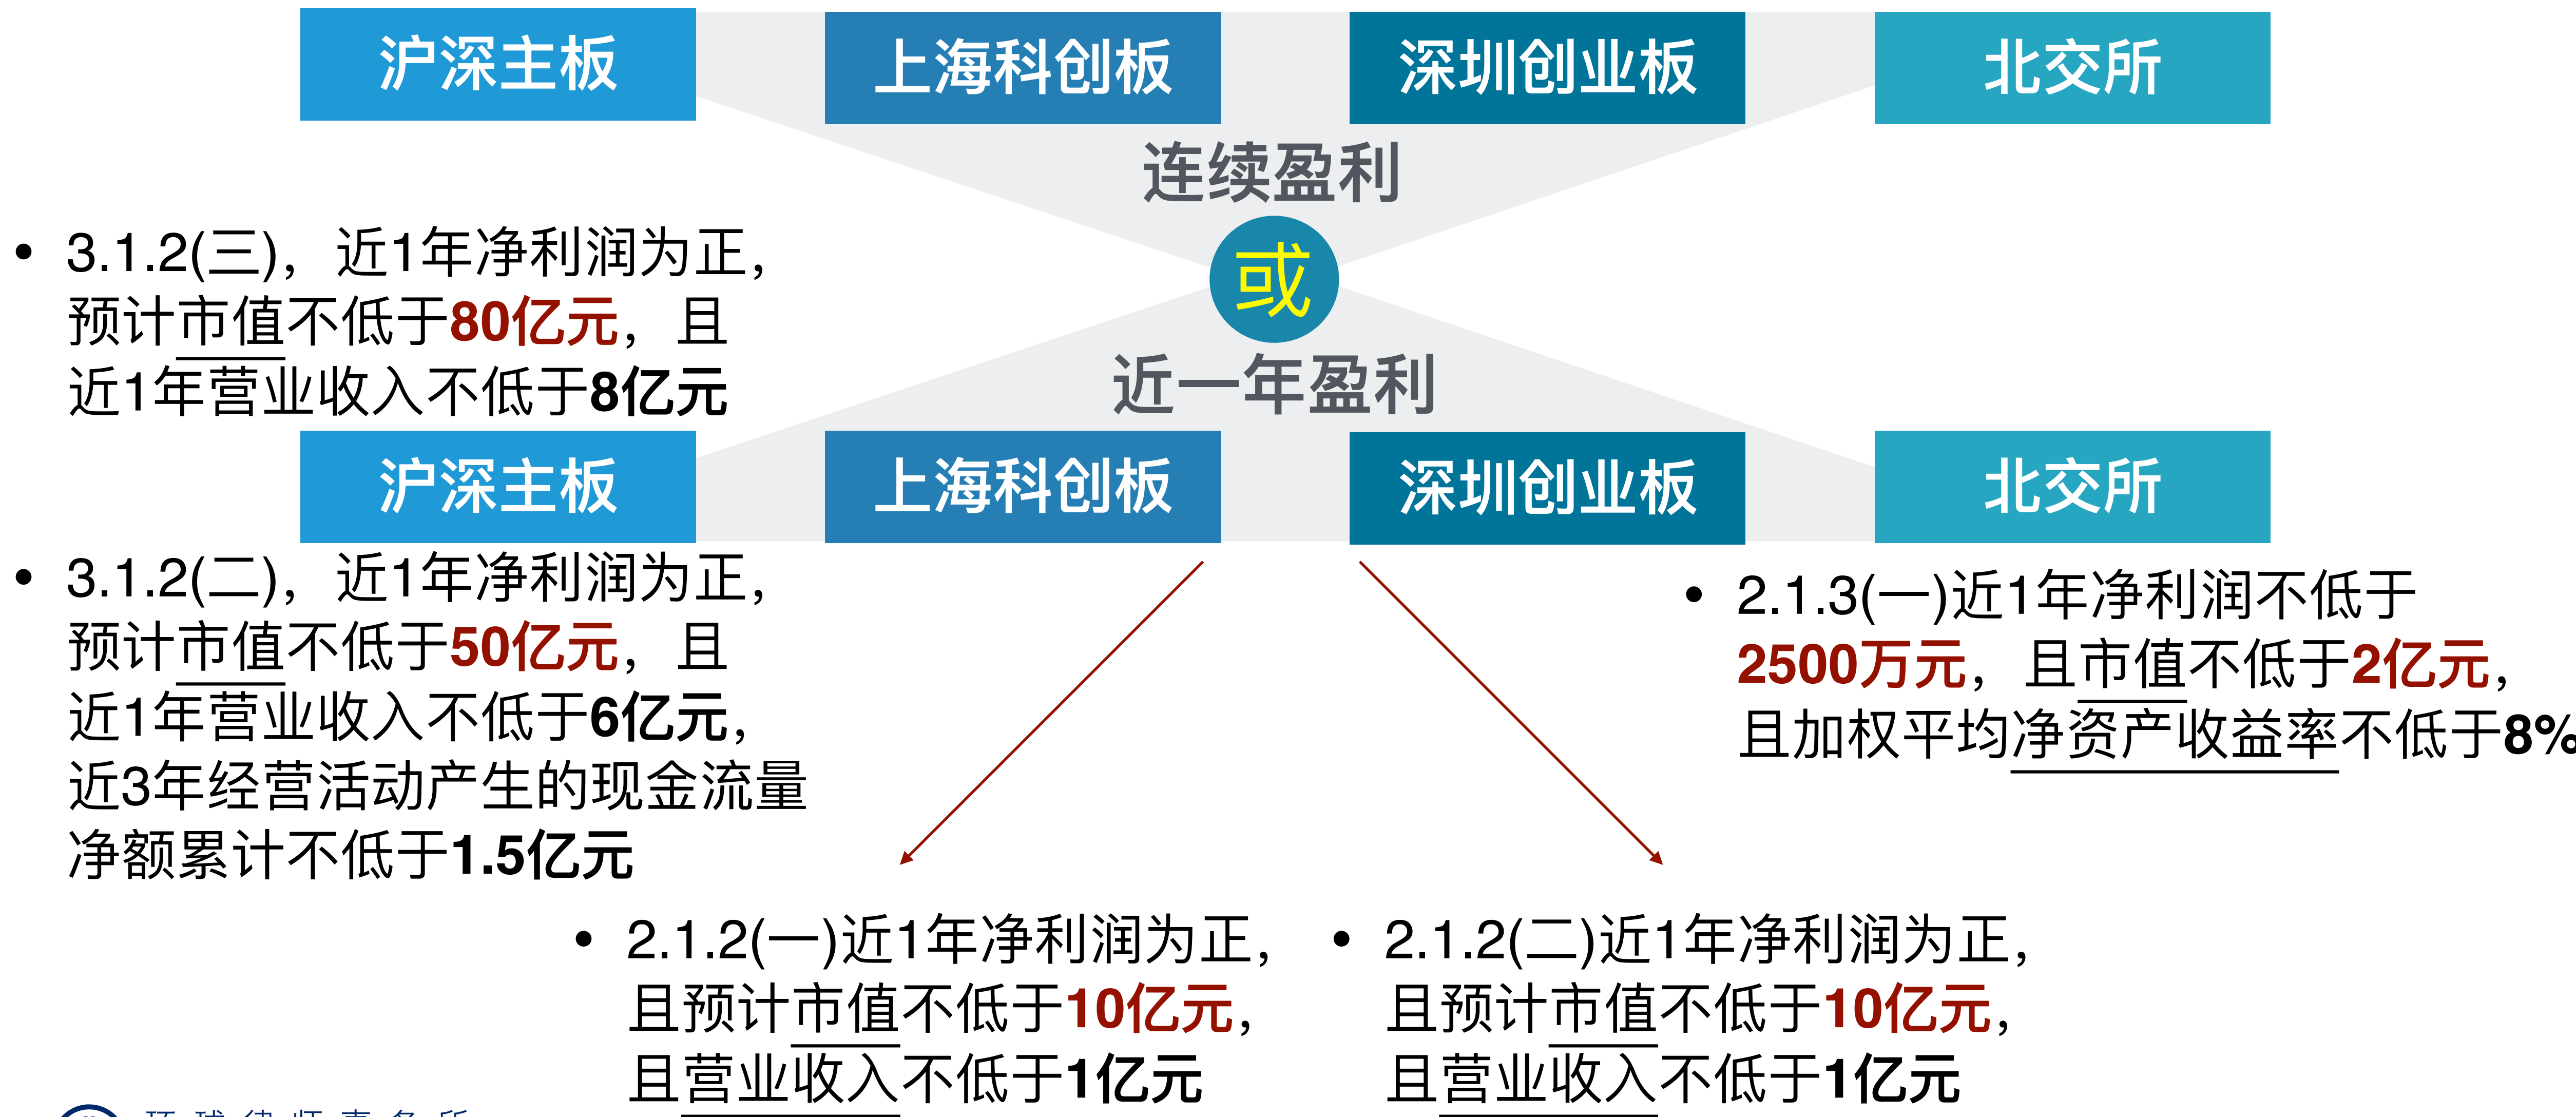 沪深主板
上海科创板
深圳创业板
北交所
连续盈利
• 3.1.2(三)，近1年净利润为正，
预计市值不低于80亿元，且
近1年营业收入不低于8亿元
或
近一年盈利
沪深主板
上海科创板
深圳创业板
北交所
• 3.1.2(二)，近1年净利润为正，
预计市值不低于50亿元，且
近1年营业收入不低于6亿元，
近3年经营活动产生的现金流量
净额累计不低于1.5亿元
• 2.1.3(一)近1年净利润不低于
2500万元，且市值不低于2亿元，
且加权平均净资产收益率不低于8%
• 2.1.2(一)近1年净利润为正，
且预计市值不低于10亿元，
且营业收入不低于1亿元
• 2.1.2(二)近1年净利润为正，
且预计市值不低于10亿元，
且营业收入不低于1亿元
环球律师事务所